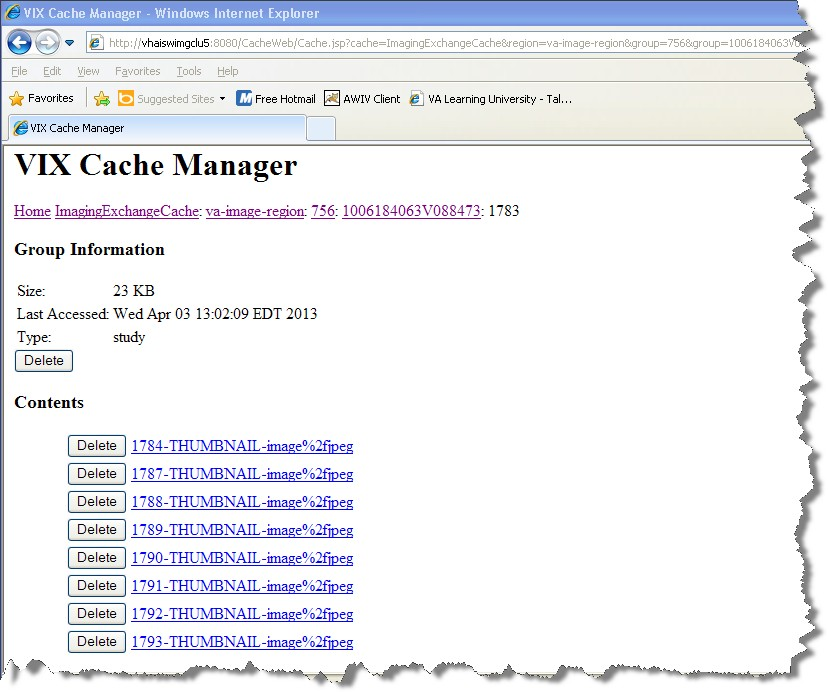 VIX Cache Manager - Windows Internet Explorer
http://vhaiswimgclu5:8080/CacheWeb/Cache.jsp?cache=ImagingExchangeCache&region=va-image-region&group=756&group=1006184063V0
File Edit View Favorites Tools Help
Favorites Suggested Sites Free Hotmail AWIV Client VA Learning University - Tal...
VIX Cache Manager
VIX Cache Manager
Home ImagingExchangeCache: va-image-region: 756: 1006184063V088473: 1783
Group Information
Size: 23 KB
Last Accessed: Wed Apr 03 13:02:09 EDT 2013
Type: study
Delete
Contents
Delete 1784-THUMBNAIL-image%2fjpeg
Delete 1787-THUMBNAIL-image%2fjpeg
Delete 1788-THUMBNAIL-image%2fjpeg
Delete 1789-THUMBNAIL-image%2fjpeg
Delete 1790-THUMBNAIL-image%2fjpeg
Delete 1791-THUMBNAIL-image%2fjpeg
Delete 1792-THUMBNAIL-image%2fjpeg
Delete 1793-THUMBNAIL-image%2fjpeg